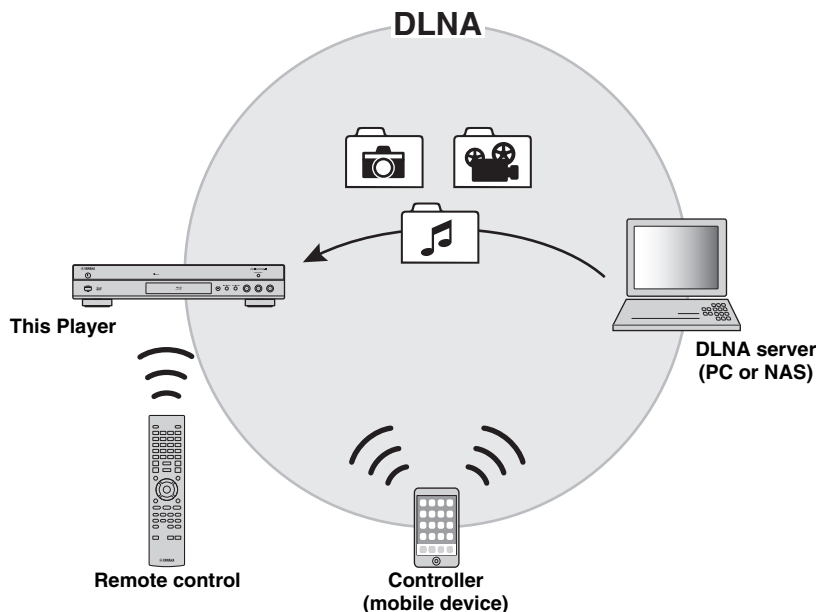 DLNA
This Player
DLNA server
(PC or NAS)
Remote control
Controller
(mobile device)